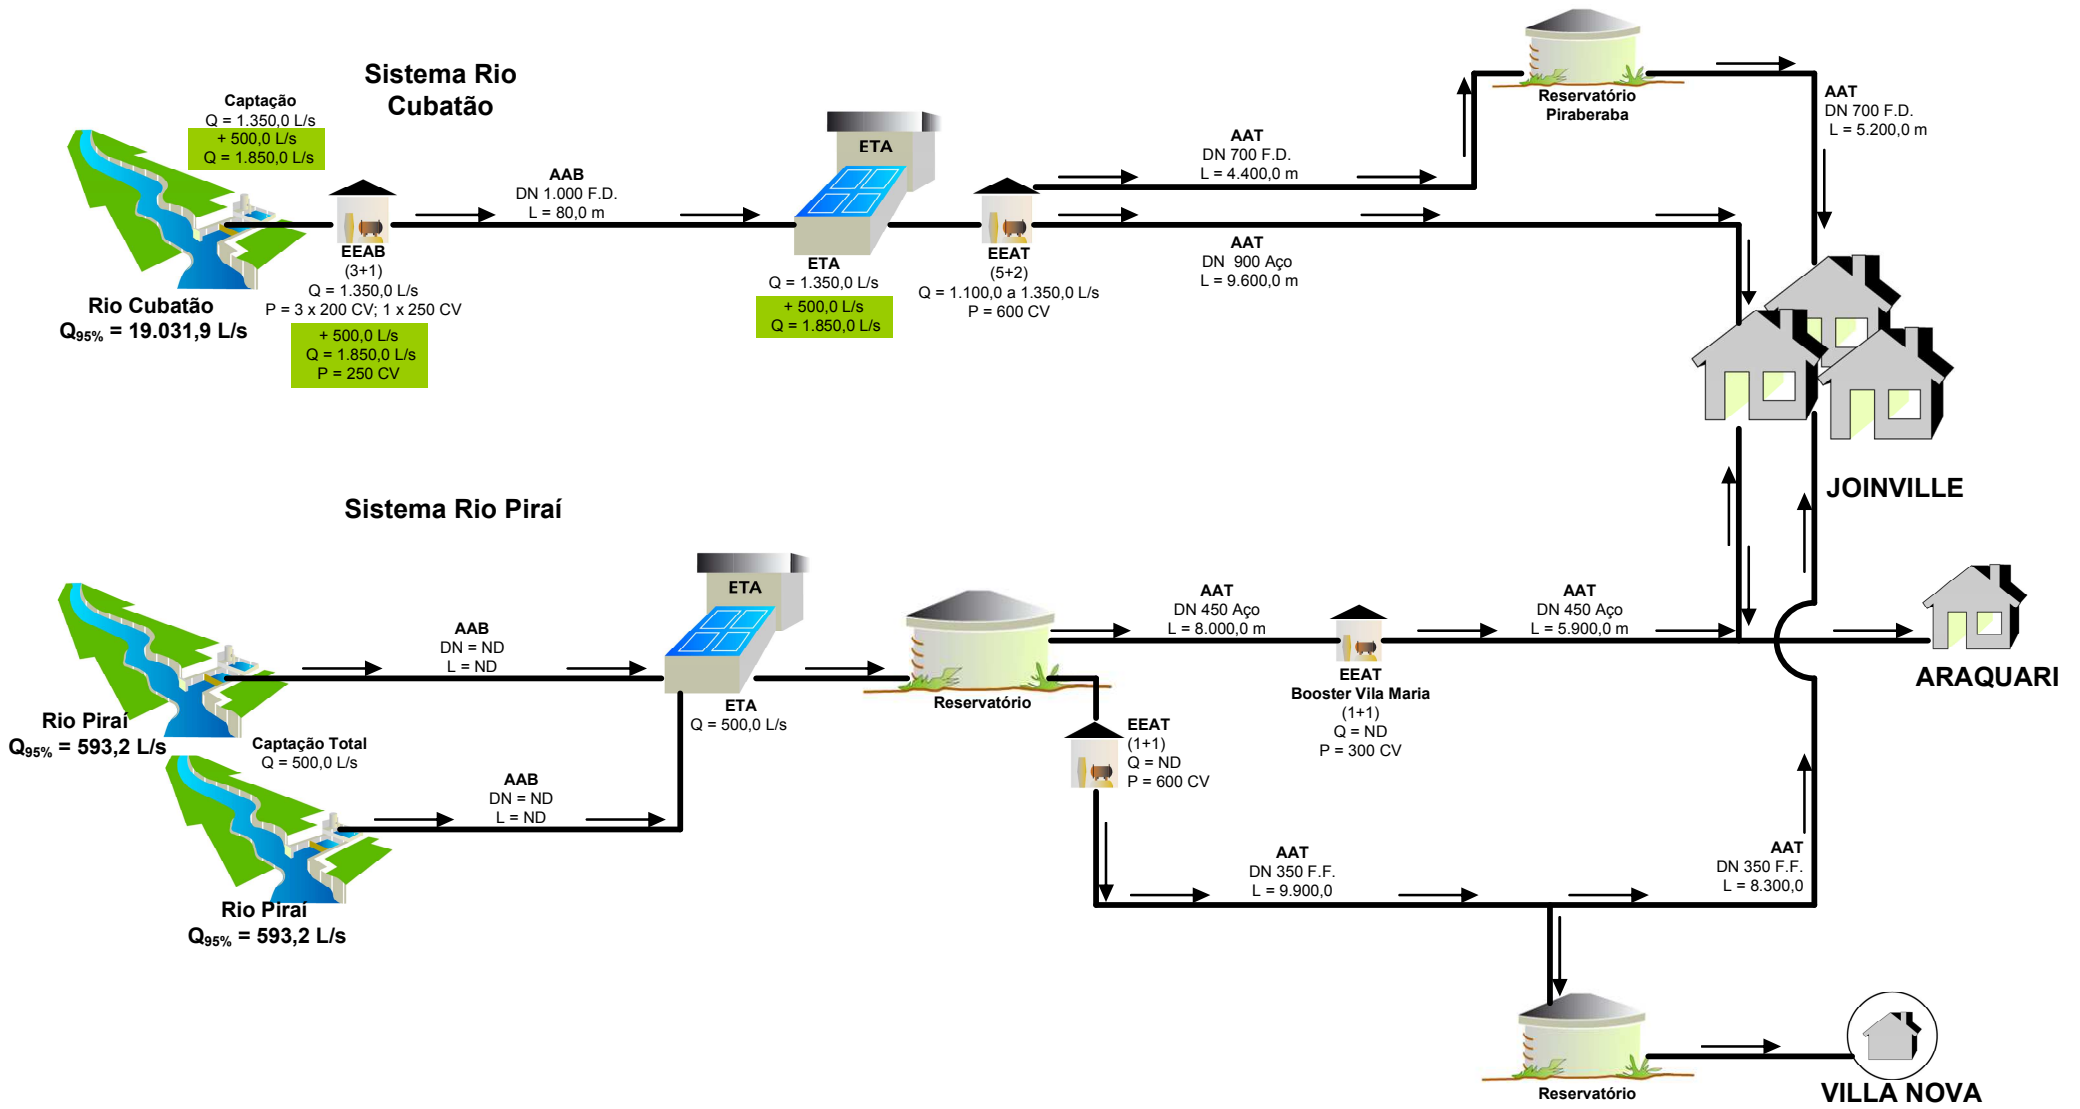 Sistema Rio
Cubatão
Captação
Q = 1.350,0 L/s
+ 500,0 L/s
Q = 1.850,0 L/s
Rio Cubatão
Q95% = 19.031,9 L/s
EEAB
(3+1)
Q = 1.350,0 L/s
P = 3 x 200 CV; 1 x 250 CV
+ 500,0 L/s
Q = 1.850,0 L/s
P = 250 CV
AAB
DN 1.000 F.D.
L = 80,0 m
ETA
ETA
Q = 1.350,0 L/s
+ 500,0 L/s
Q = 1.850,0 L/s
EEAT
(5+2)
Q = 1.100,0 a 1.350,0 L/s
P = 600 CV
AAT
DN 700 F.D.
L = 4.400,0 m
AAT
DN 900 Aço
L = 9.600,0 m
Reservatório
Piraberaba
AAT
DN 700 F.D.
L = 5.200,0 m
JOINVILLE
Sistema Rio Piraí
Rio Piraí
Q95% = 593,2 L/s
Captação Total
Q = 500,0 L/s
Rio Piraí
Q95% = 593,2 L/s
AAB
DN = ND
L = ND
AAB
DN = ND
L = ND
ETA
ETA
Q = 500,0 L/s
Reservatório
AAT
DN 450 Aço
L = 8.000,0 m
EEAT
Booster Vila Maria
(1+1)
Q = ND
P = 300 CV
AAT
DN 450 Aço
L = 5.900,0 m
ARAQUARI
EEAT
(1+1)
Q = ND
P = 600 CV
AAT
DN 350 F.F.
L = 9.900,0
AAT
DN 350 F.F.
L = 8.300,0
Reservatório
VILLA NOVA